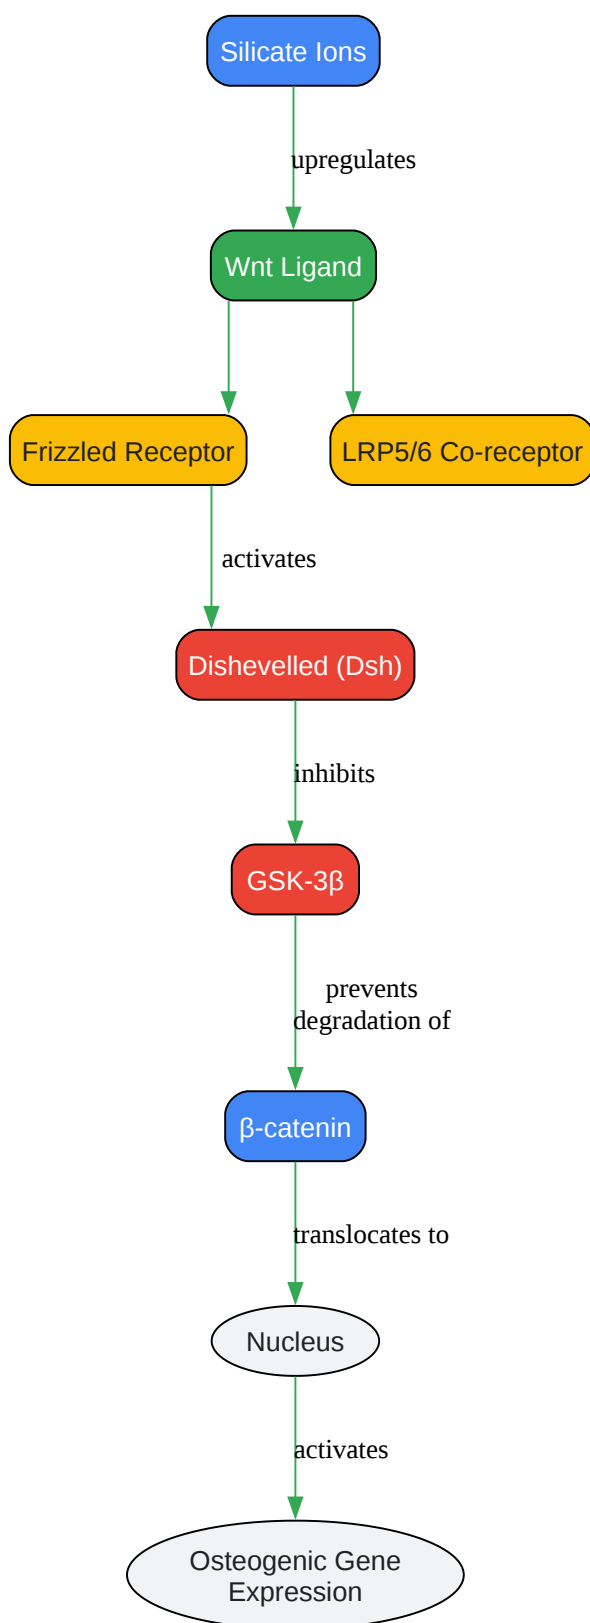 Silicate Ions
upregulates
Wnt Ligand
Frizzled Receptor
LRP5/6 Co-receptor
activates
Dishevelled (Dsh)
inhibits
GSK-3β
prevents
degradation of
β-catenin
translocates to
Nucleus
activates
Osteogenic Gene
Expression